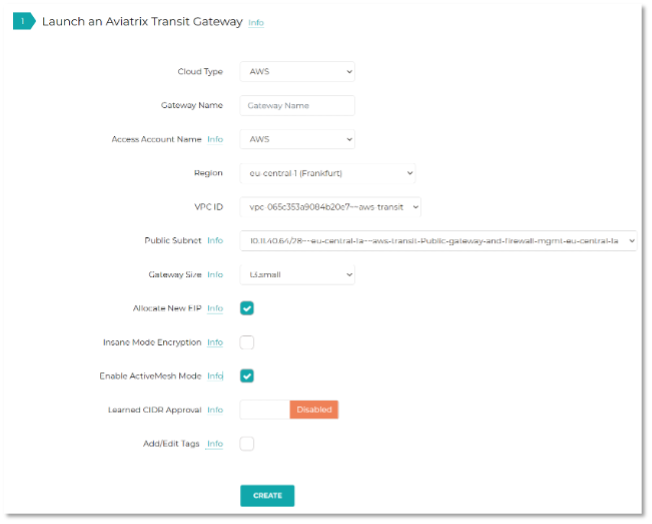 1 Launch an Aviatrix Transit Gateway Info
Cloud Type AWS
Gateway Name Gateway Name
Access Account Name Info AWS
Region eu-central-1 (Frankfurt)
VPC ID vpc-065c353a9084b20e7~~aws-transit
Public Subnet Info 10.11.40.64/28~~eu-central-1a~~aws-transit-Public-gateway-and-firewall-mgmt-eu-central-1a
Gateway Size Info t3.small
Allocate New EIP Info
Insane Mode Encryption Info
Enable ActiveMesh Mode Info
Learned CIDR Approval Info Disabled
Add/Edit Tags Info
CREATE